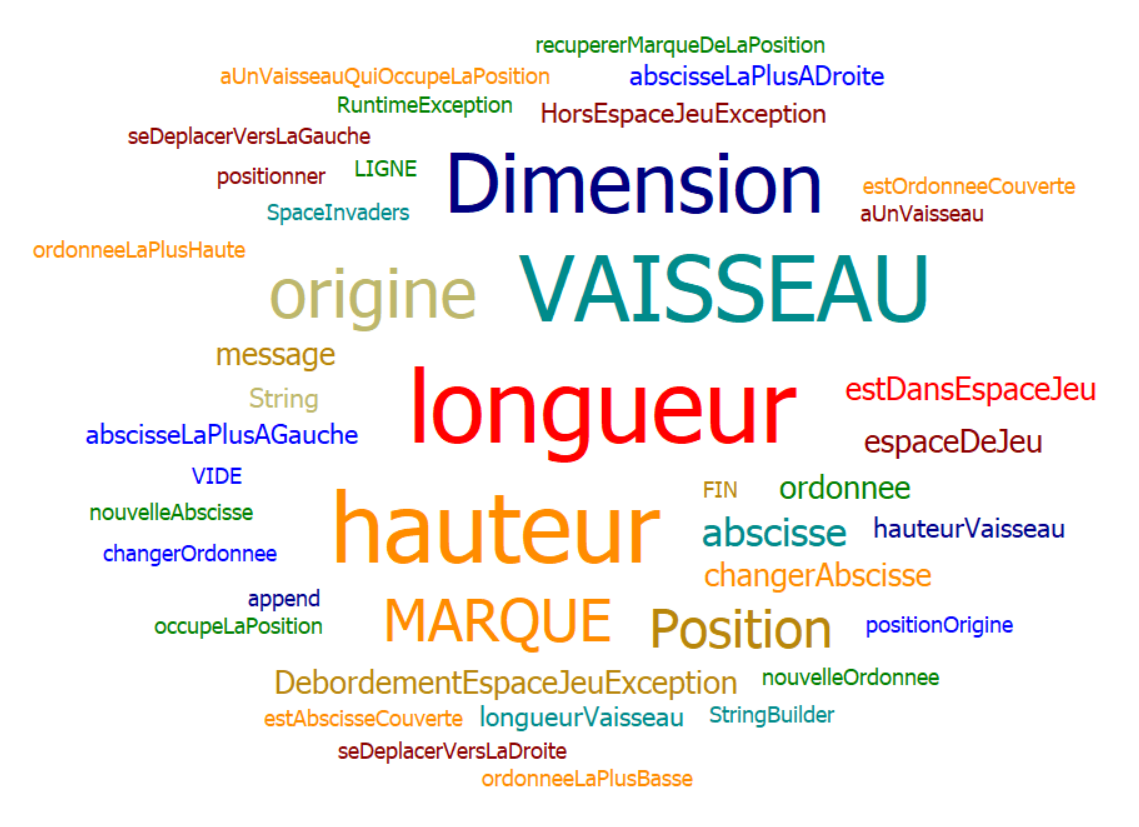 recupererMarqueDeLaPosition
aUnVaisseauQuiOccupeLaPosition abscisseLaPlusADroite
RuntimeException HorsEspaceJeuException
seDeplacerVersLaGauche
positionner LIGNE Dimension estOrdonneeCouverte
SpaceInvaders aUnVaisseau
ordonneeLaPlusHaute
origine VAISSEAU
message
String longueur estDansEspaceJeu
abscisseLaPlusAGauche espaceDeJeu
VIDE FIN ordonnee
nouvelleAbscisse hauteur abscisse hauteurVaisseau
changerOrdonnee changerAbscisse
append
occupeLaPosition MARQUE Position positionOrigine
DebordementEspaceJeuException nouvelleOrdonnee
estAbscisseCouverte longueurVaisseau StringBuilder
seDeplacerVersLaDroite
ordonneeLaPlusBasse